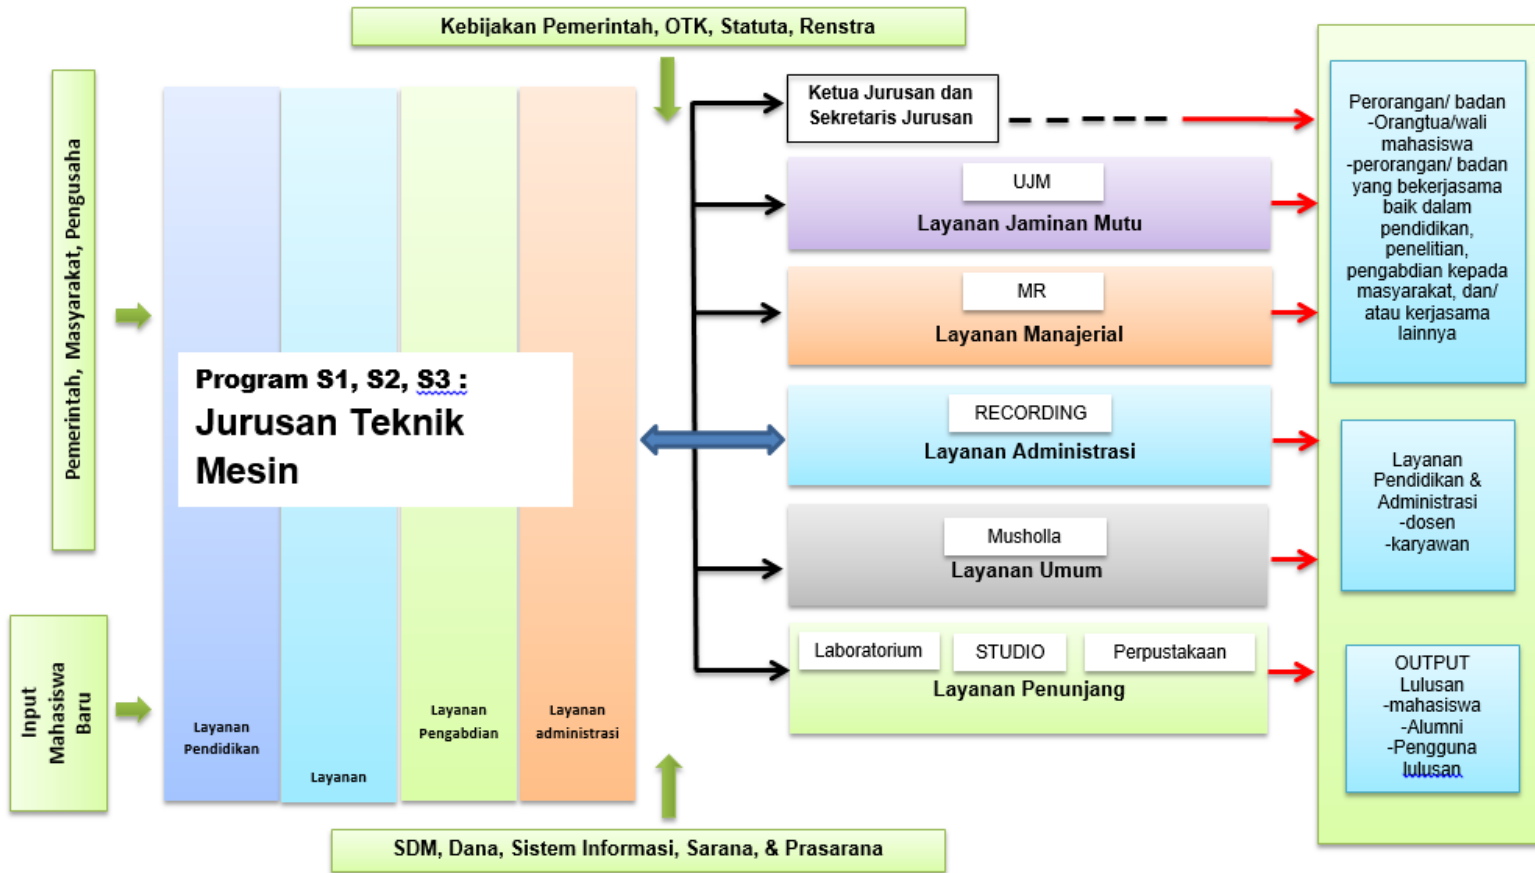 Kebijakan Pemerintah, OTK, Statuta, Renstra
Pemerintah, Masyarakat, Pengusaha
Input
Mahasiswa
Baru
Program S1, S2, S3 :
Jurusan Teknik
Mesin
Layanan
Pendidikan
Layanan
Layanan
Pengabdian
Layanan
administrasi
Ketua Jurusan dan
Sekretaris Jurusan
UJM
Layanan Jaminan Mutu
MR
Layanan Manajerial
RECORDING
Layanan Administrasi
Musholla
Layanan Umum
Laboratorium
STUDIO
Perpustakaan
Layanan Penunjang
Perorangan/ badan
-Orangtua/wali
mahasiswa
-perorangan/ badan
yang bekerjasama
baik dalam
pendidikan,
penelitian,
pengabdian kepada
masyarakat, dan/
atau kerjasama
lainnya
Layanan
Pendidikan &
Administrasi
-dosen
-karyawan
OUTPUT
Lulusan
-mahasiswa
-Alumni
-Pengguna
lulusan
SDM, Dana, Sistem Informasi, Sarana, & Prasarana